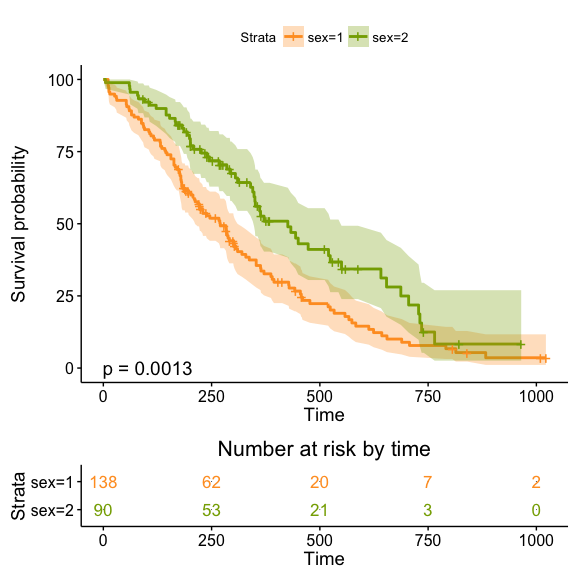 Strata sex=1 sex=2
Survival probability
100
75
50
25
0
p = 0.0013
0 250 500 750 1000
Time
Number at risk by time
Strata
sex=1 138 62 20 7 2
sex=2 90 53 21 3 0
0 250 500 750 1000
Time